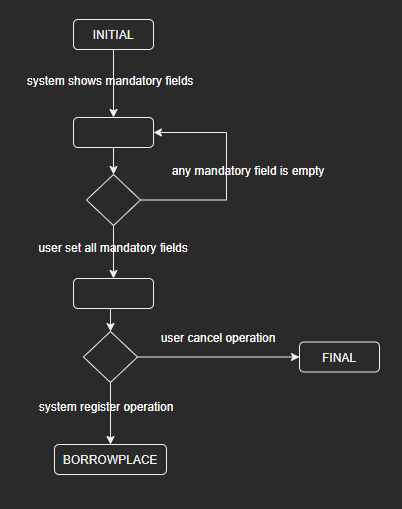 INITIAL
system shows mandatory fields
any mandatory field is empty
user set all mandatory fields
user cancel operation
FINAL
system register operation
BORROWPLACE